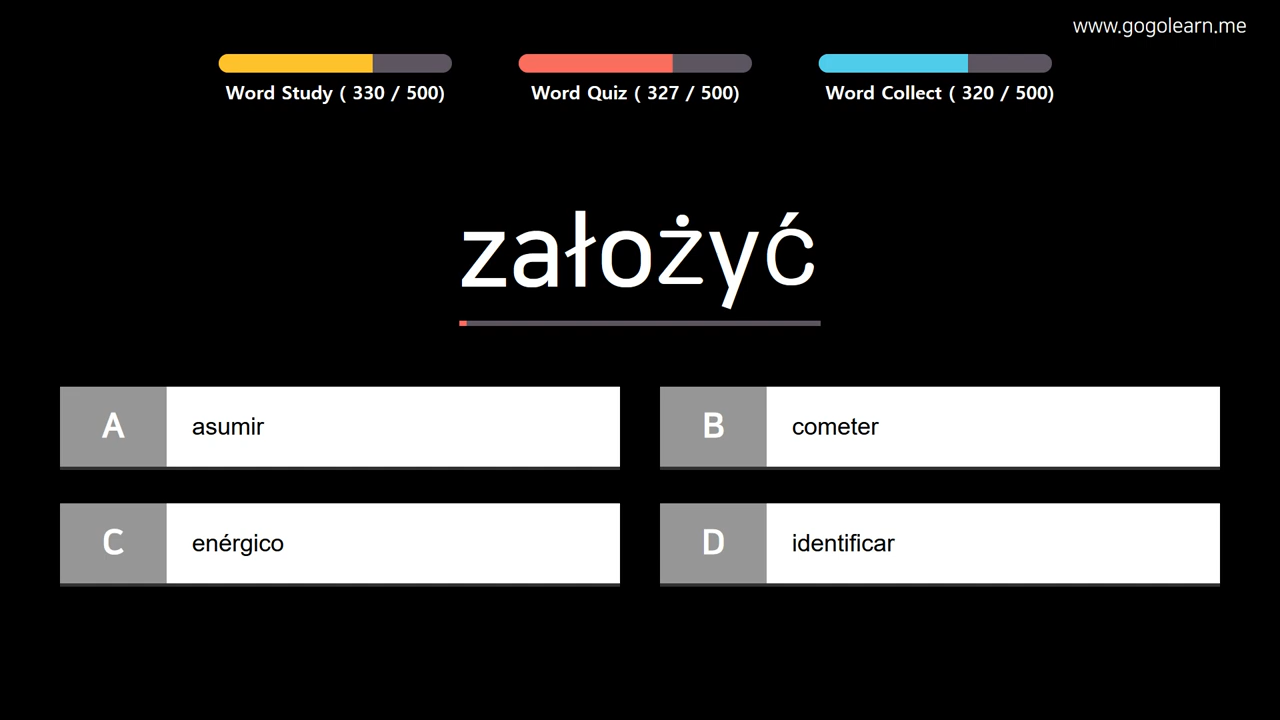 www.gogolearn.me
Word Study ( 330 / 500)
Word Quiz ( 327 / 500)
Word Collect ( 320 / 500)
założyć
A
asumir
B
cometer
C
enérgico
D
identificar